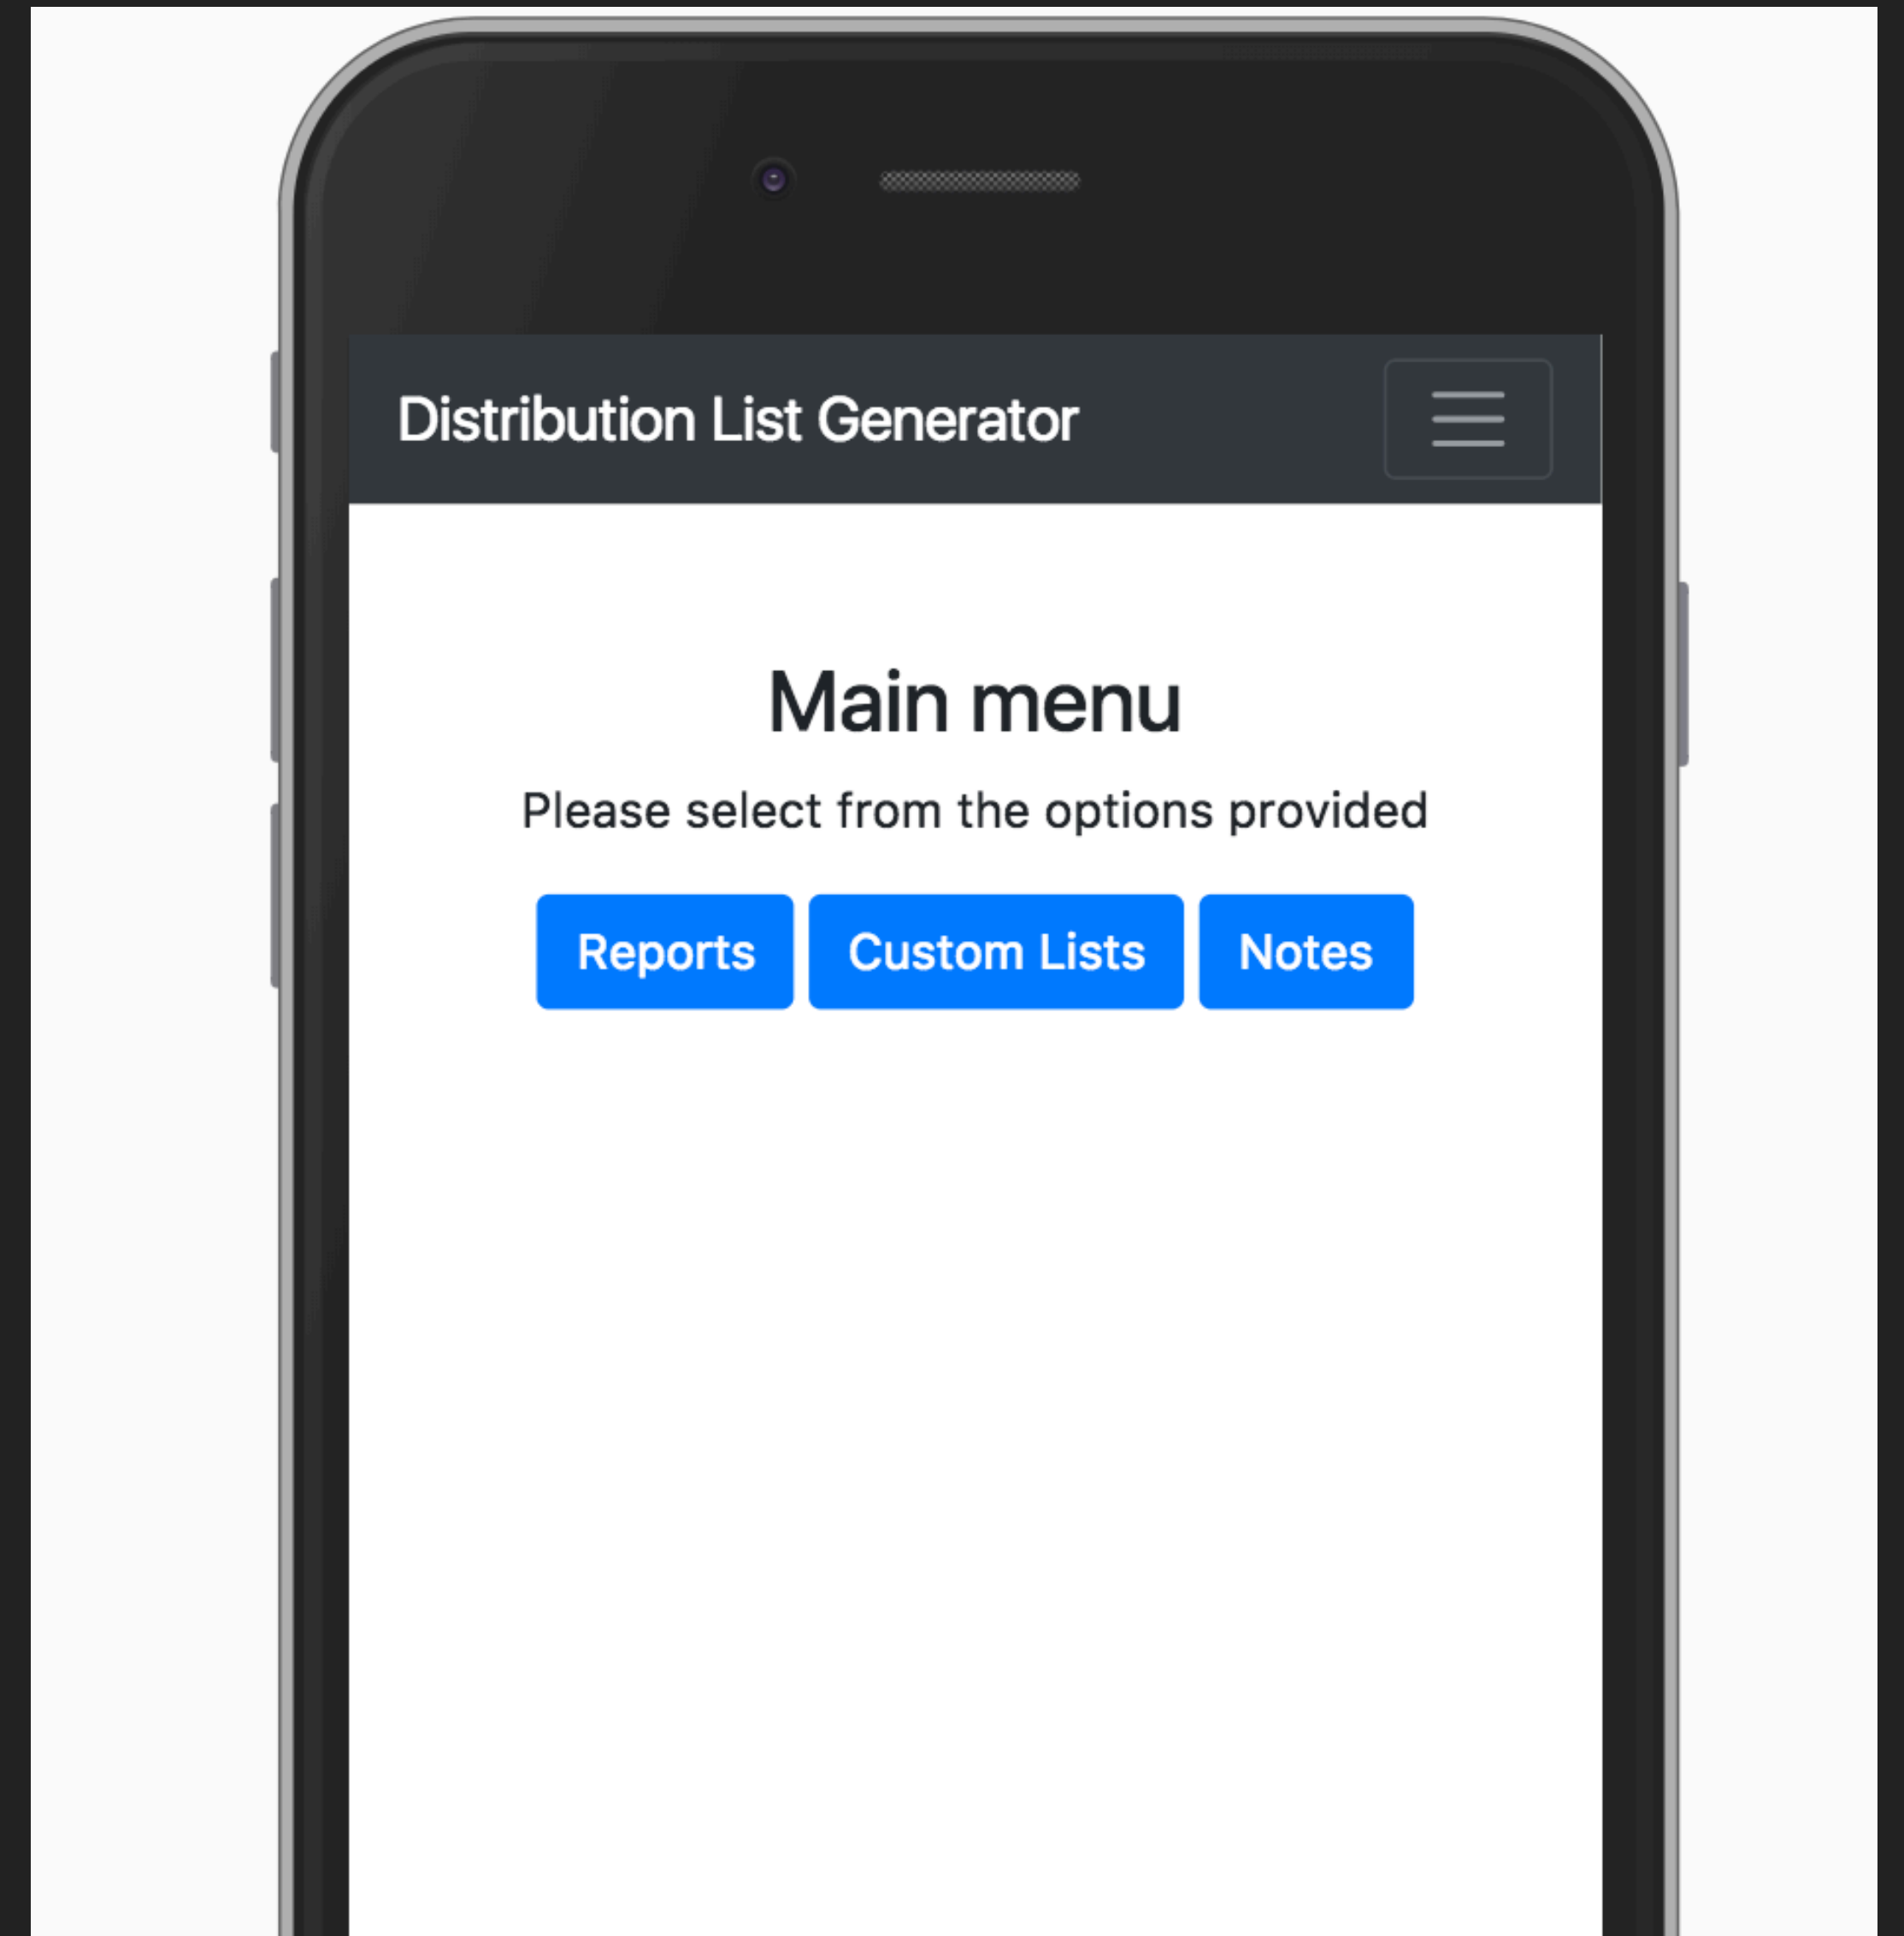 Distribution List Generator
Main menu
Please select from the options provided
Reports Custom Lists Notes